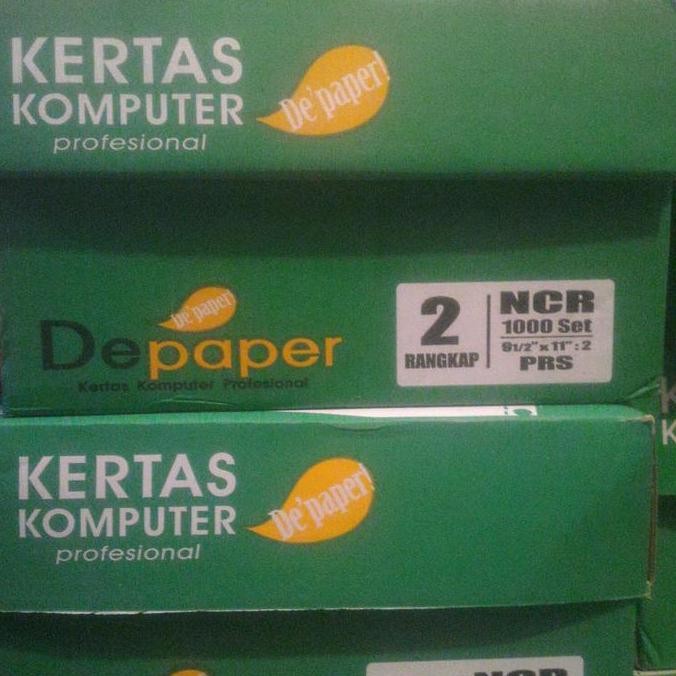 KERTAS
KOMPUTER
profesional
De'paper!
De'paper!
Depaper
Kertas Komputer Profesional
2
RANGKAP
NCR
1000 Set
9 1/2" x 11" : 2
PRS
KERTAS
KOMPUTER
profesional
De'paper!
K
K
NCR